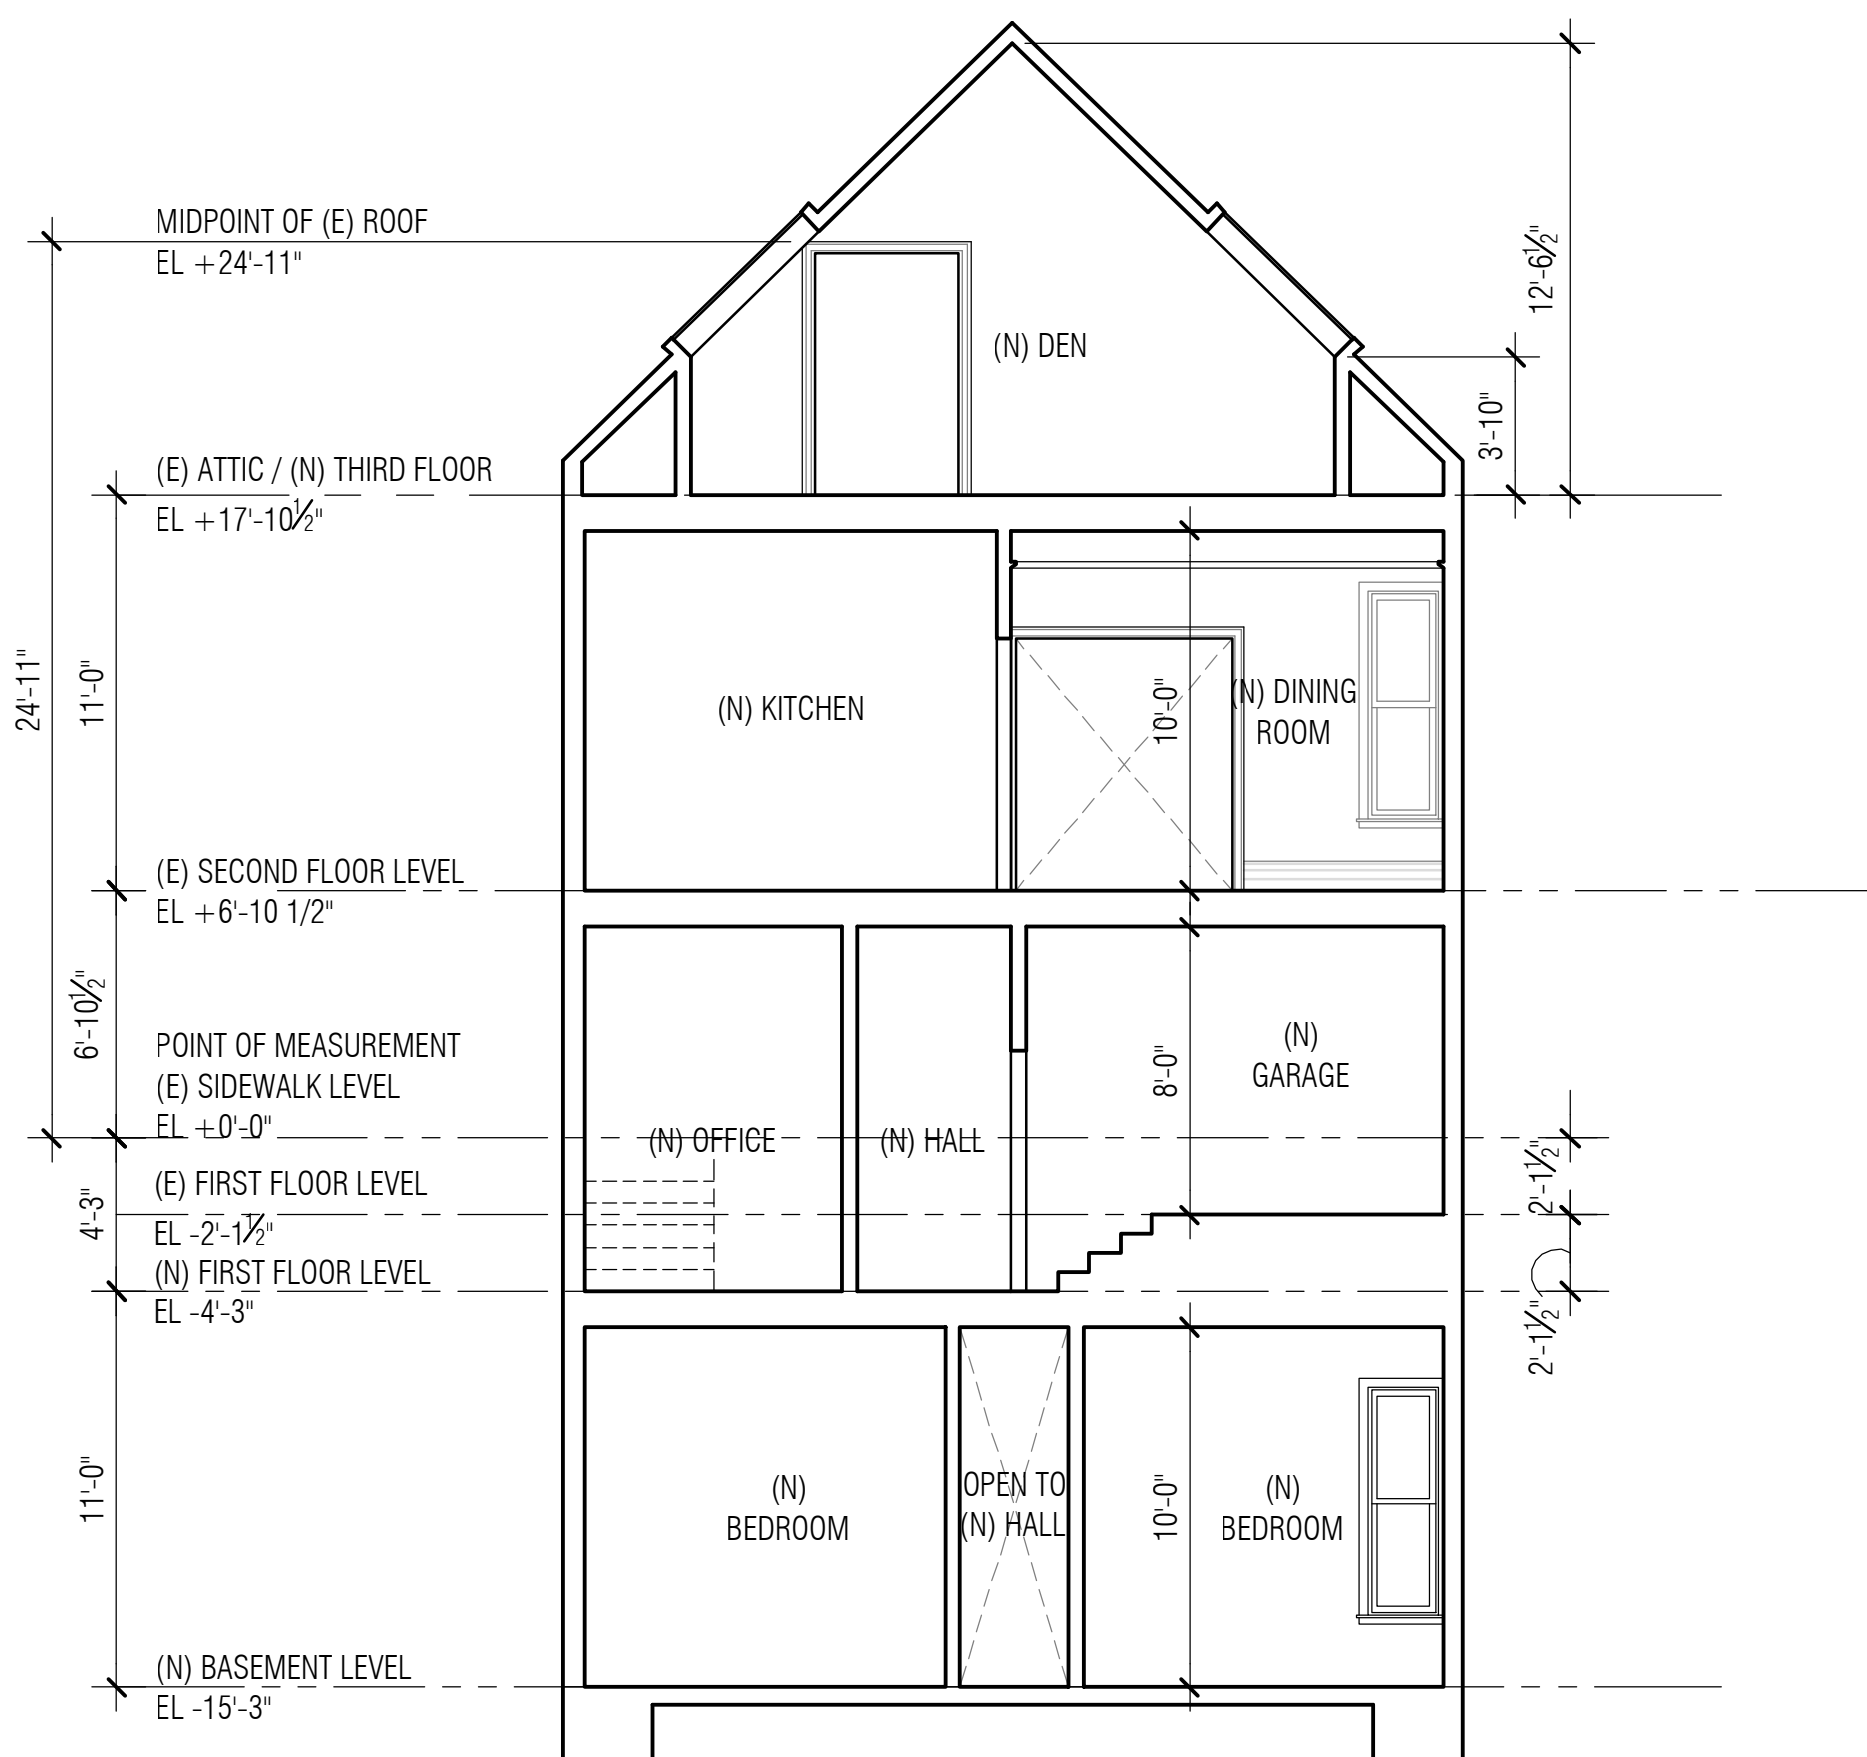 MIDPOINT OF (E) ROOF
EL +24'-11"
12'-6½"
(N) DEN
3'-10"
(E) ATTIC / (N) THIRD FLOOR
EL +17'-10½"
24'-11"
11'-0"
(N) KITCHEN
10'-0"
(N) DINING
ROOM
(E) SECOND FLOOR LEVEL
EL +6'-10 1/2"
6'-10½"
POINT OF MEASUREMENT
(E) SIDEWALK LEVEL
EL +0'-0"
8'-0"
(N)
GARAGE
(N) OFFICE
(N) HALL
2'-1½"
(E) FIRST FLOOR LEVEL
EL -2'-1½"
4'-3"
(N) FIRST FLOOR LEVEL
EL -4'-3"
2'-1½"
11'-0"
(N)
BEDROOM
OPEN TO
(N) HALL
10'-0"
(N)
BEDROOM
(N) BASEMENT LEVEL
EL -15'-3"